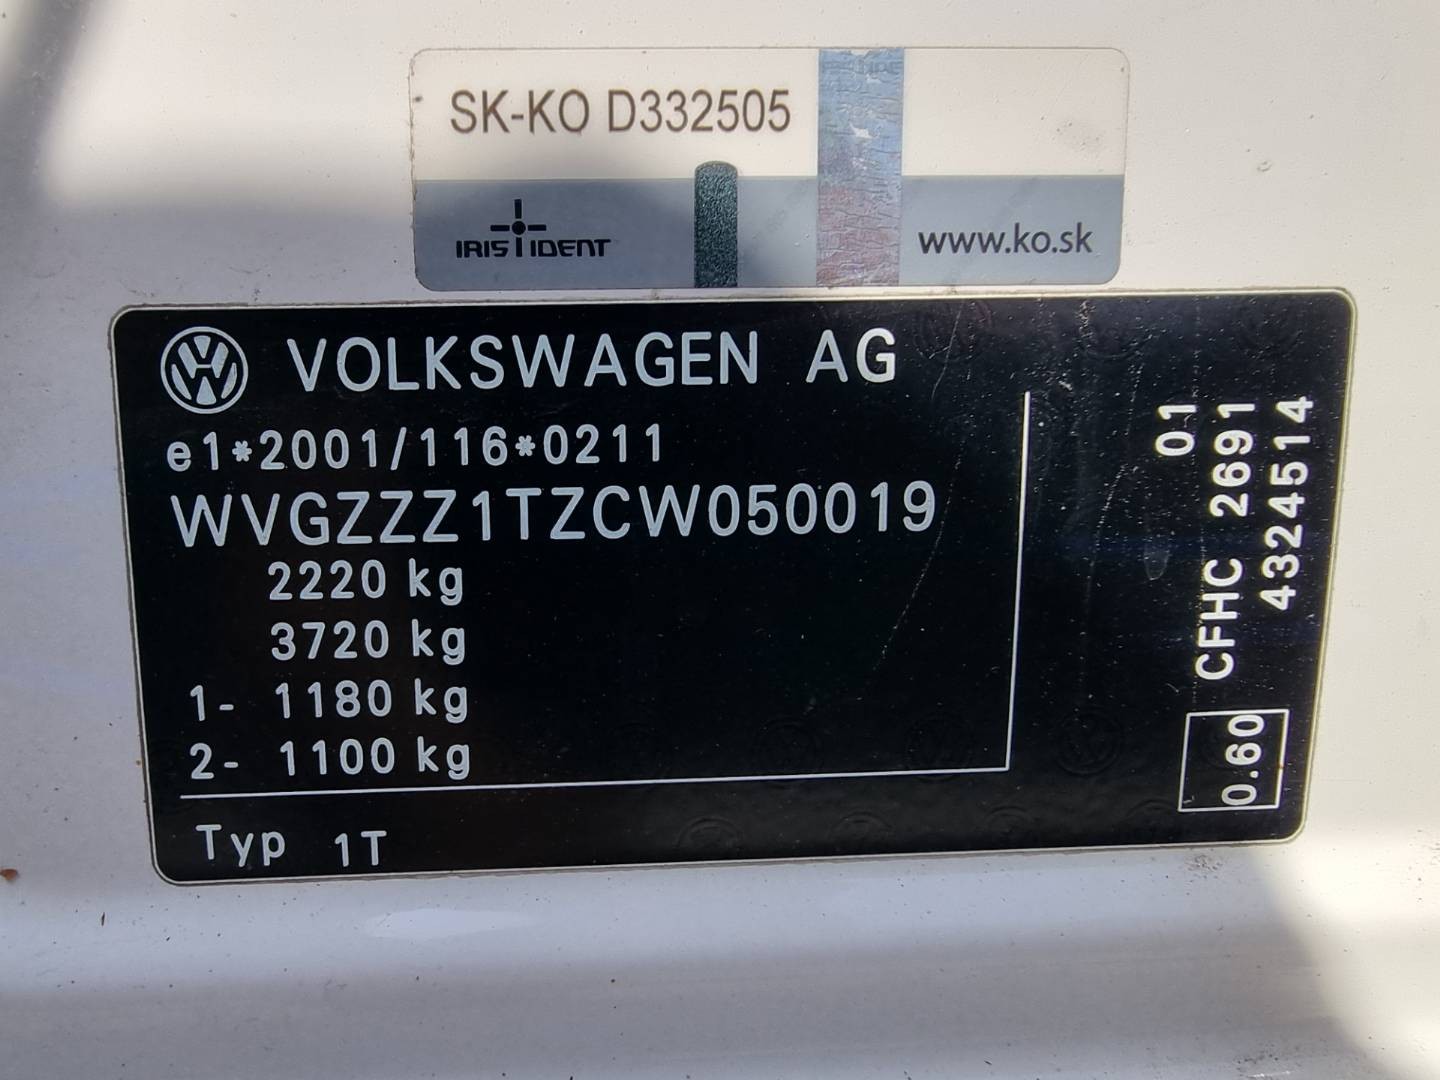 SK-KO D332505
IRIS IDENT
www.ko.sk
VOLKSWAGEN AG
e1*2001/116*0211
WVGZZZ1TZCW050019
2220 kg
3720 kg
1- 1180 kg
2- 1100 kg
Typ 1T
01
CFHC 2691
4324514
0.60